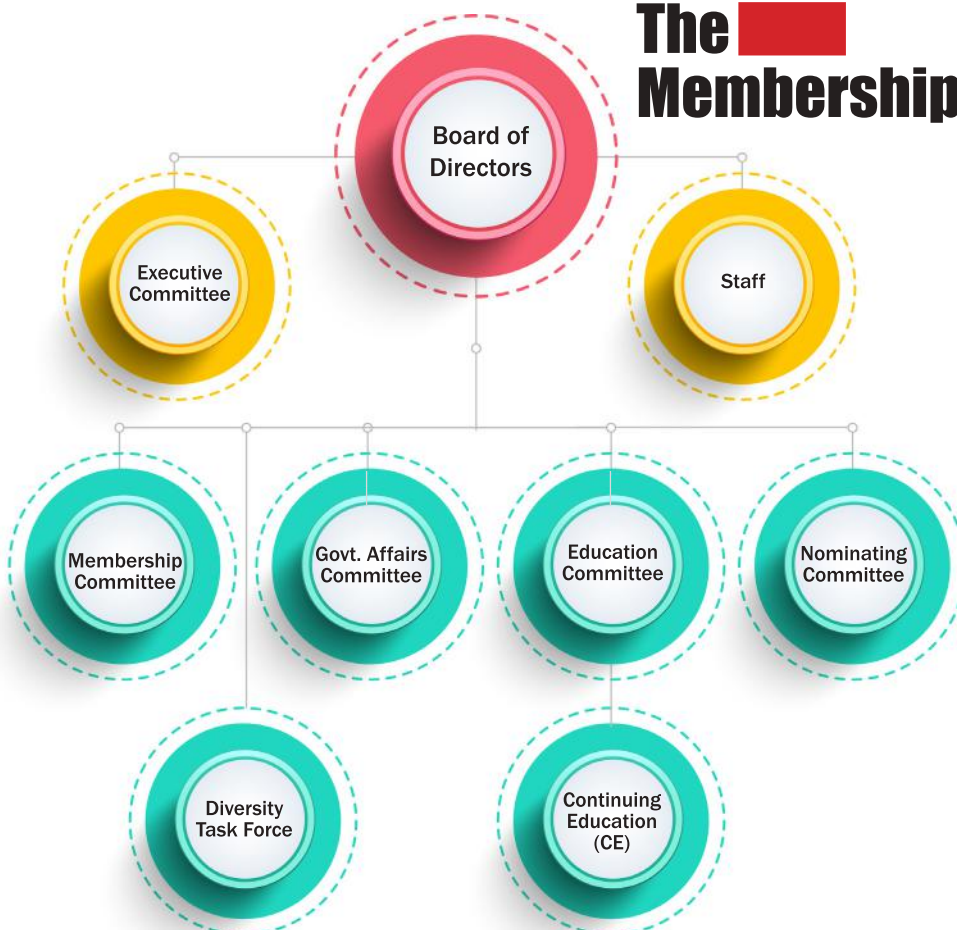 The
Membership
Board of
Directors
Executive
Committee
Staff
Membership
Committee
Govt. Affairs
Committee
Education
Committee
Nominating
Committee
Diversity
Task Force
Continuing
Education
(CE)